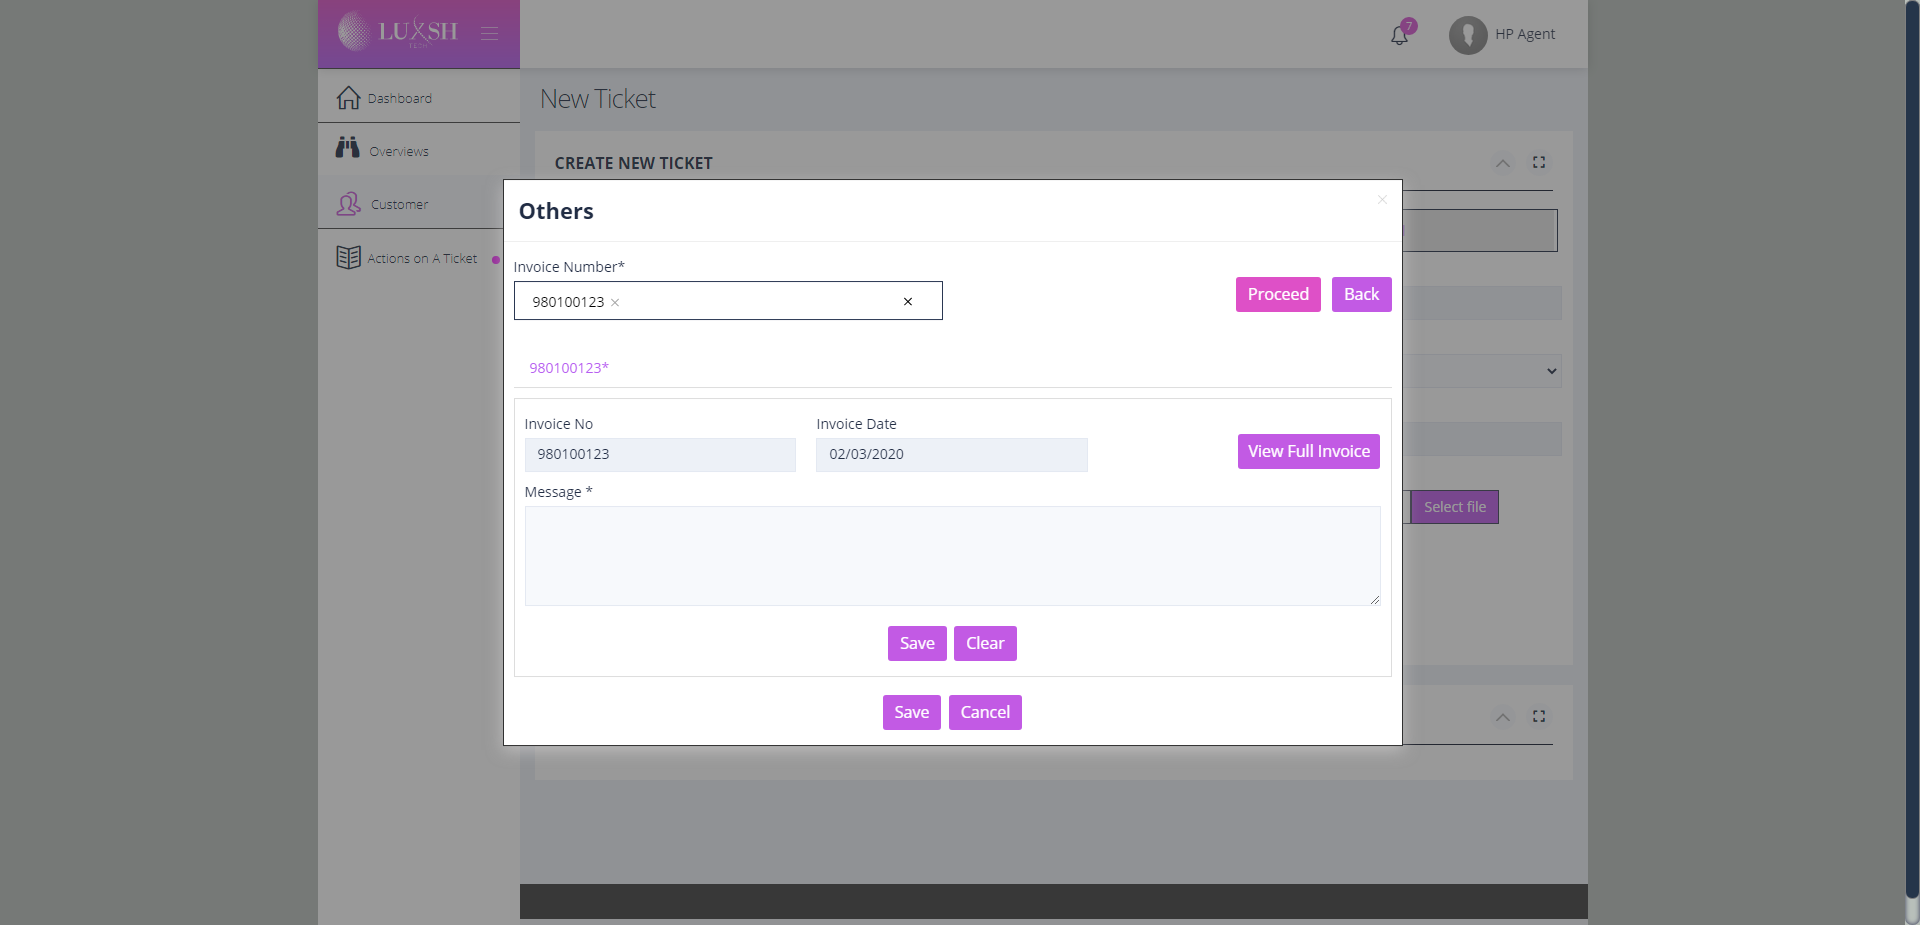 LUXSH
7
HP Agent
Dashboard
Overviews
Customer
Actions on A Ticket
New Ticket
CREATE NEW TICKET
Select file
Others
×
Invoice Number*
980100123 ×
×
Proceed
Back
980100123*
Invoice No
Invoice Date
980100123
02/03/2020
View Full Invoice
Message *
Save
Clear
Save
Cancel